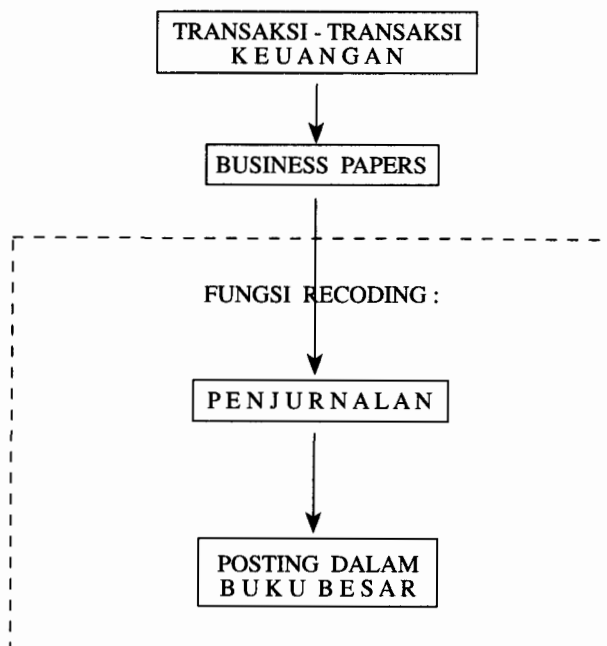 TRANSAKSI - TRANSAKSI
KEUANGAN
BUSINESS PAPERS
FUNGSI RECODING :
PENJURNALAN
POSTING DALAM
BUKU BESAR